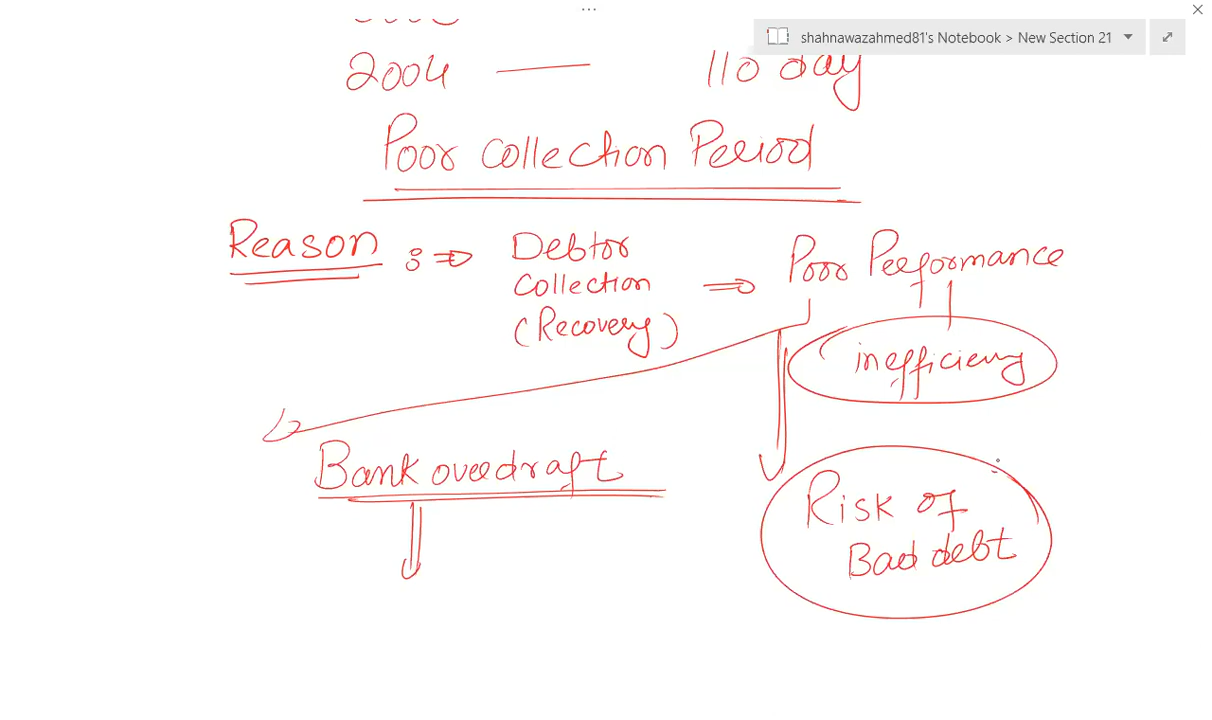 shahnawazahmed81's Notebook > New Section 21
2004 — 110 day
Poor Collection Period
Reason :⇒ Debtor Collection (Recovery) ⇒ Poor Performance
inefficiency
Bank overdraft
Risk of
Bad debt